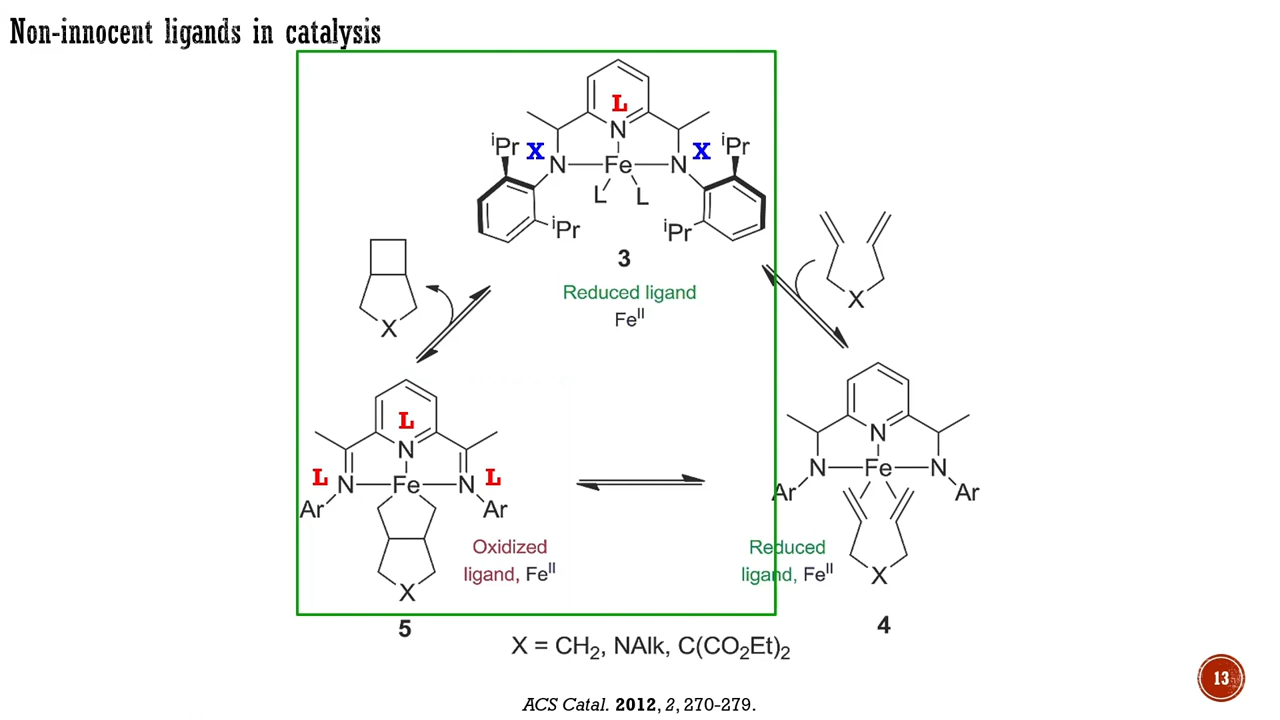 Non-innocent ligands in catalysis
L
N
iPr X N Fe N X iPr
L L
iPr iPr
3
Reduced ligand
FeII
X
X
L
N
L N Fe N L
Ar Ar
X
Oxidized
ligand, FeII
5
N
N Fe N
Ar Ar
X
Reduced
ligand, FeII
4
X = CH2, NAlk, C(CO2Et)2
ACS Catal. 2012, 2, 270-279.
13